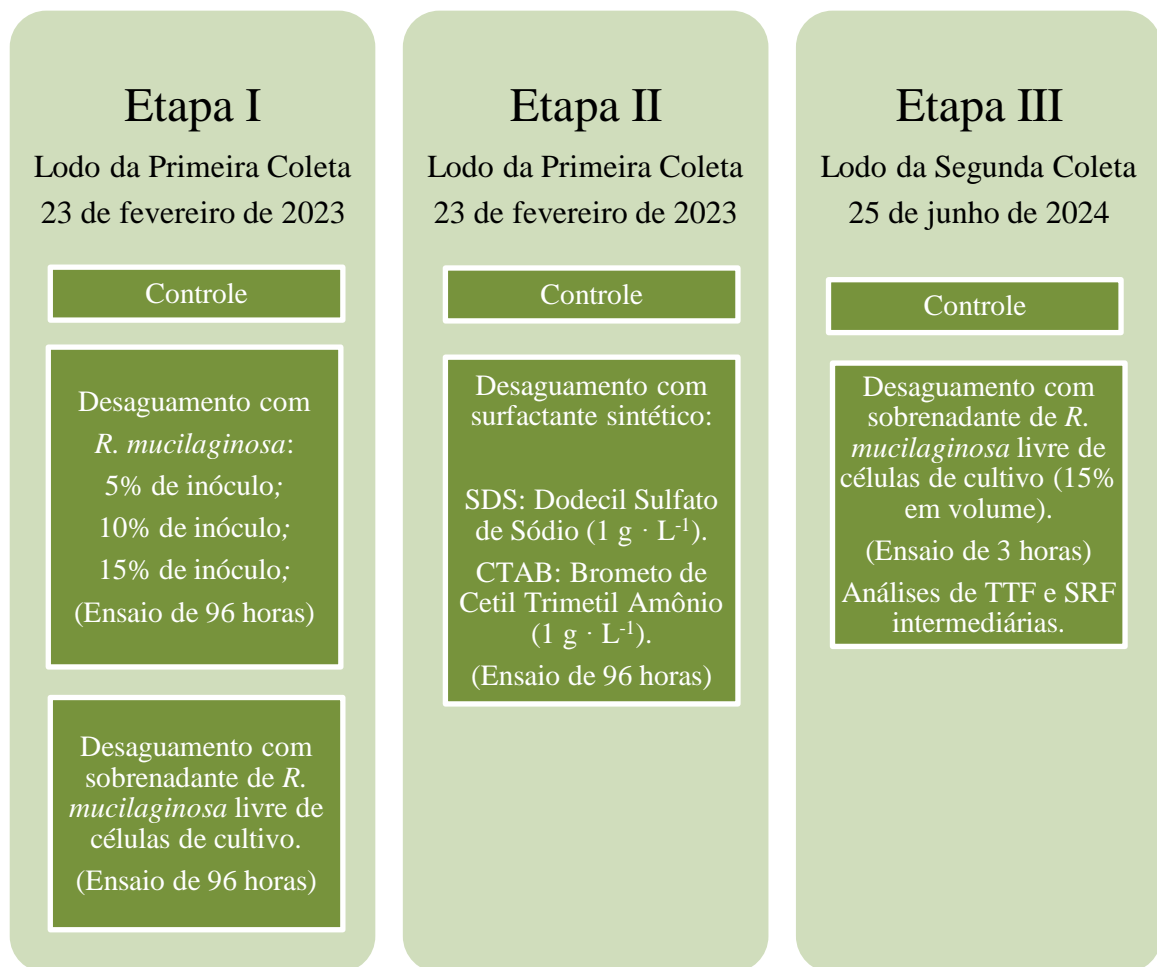 Etapa I
Lodo da Primeira Coleta
23 de fevereiro de 2023
Controle
Desaguamento com
R. mucilaginosa:
5% de inóculo;
10% de inóculo;
15% de inóculo;
(Ensaio de 96 horas)
Desaguamento com
sobrenadante de R.
mucilaginosa livre de
células de cultivo.
(Ensaio de 96 horas)
Etapa II
Lodo da Primeira Coleta
23 de fevereiro de 2023
Controle
Desaguamento com
surfactante sintético:
SDS: Dodecil Sulfato
de Sódio (1 g · L⁻¹).
CTAB: Brometo de
Cetil Trimetil Amônio
(1 g · L⁻¹).
(Ensaio de 96 horas)
Etapa III
Lodo da Segunda Coleta
25 de junho de 2024
Controle
Desaguamento com
sobrenadante de R.
mucilaginosa livre de
células de cultivo (15%
em volume).
(Ensaio de 3 horas)
Análises de TTF e SRF
intermediárias.